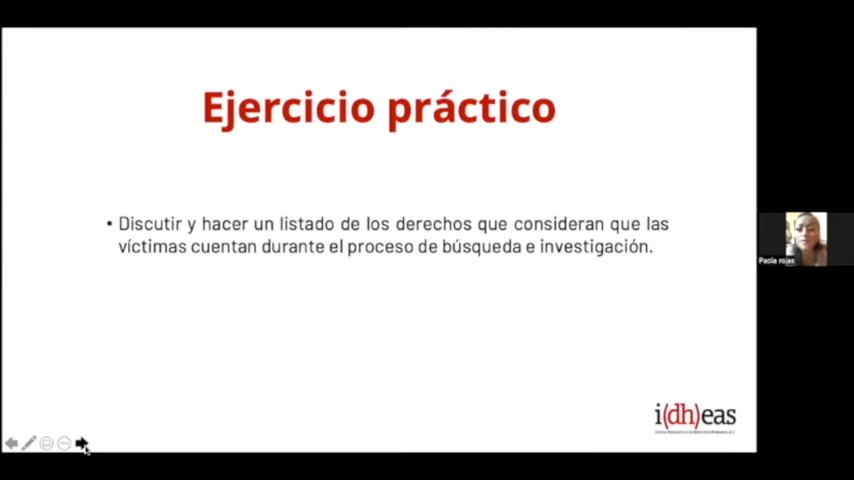 Ejercicio práctico
• Discutir y hacer un listado de los derechos que consideran que las
víctimas cuentan durante el proceso de búsqueda e investigación.
Paola rojas
i(dh)eas